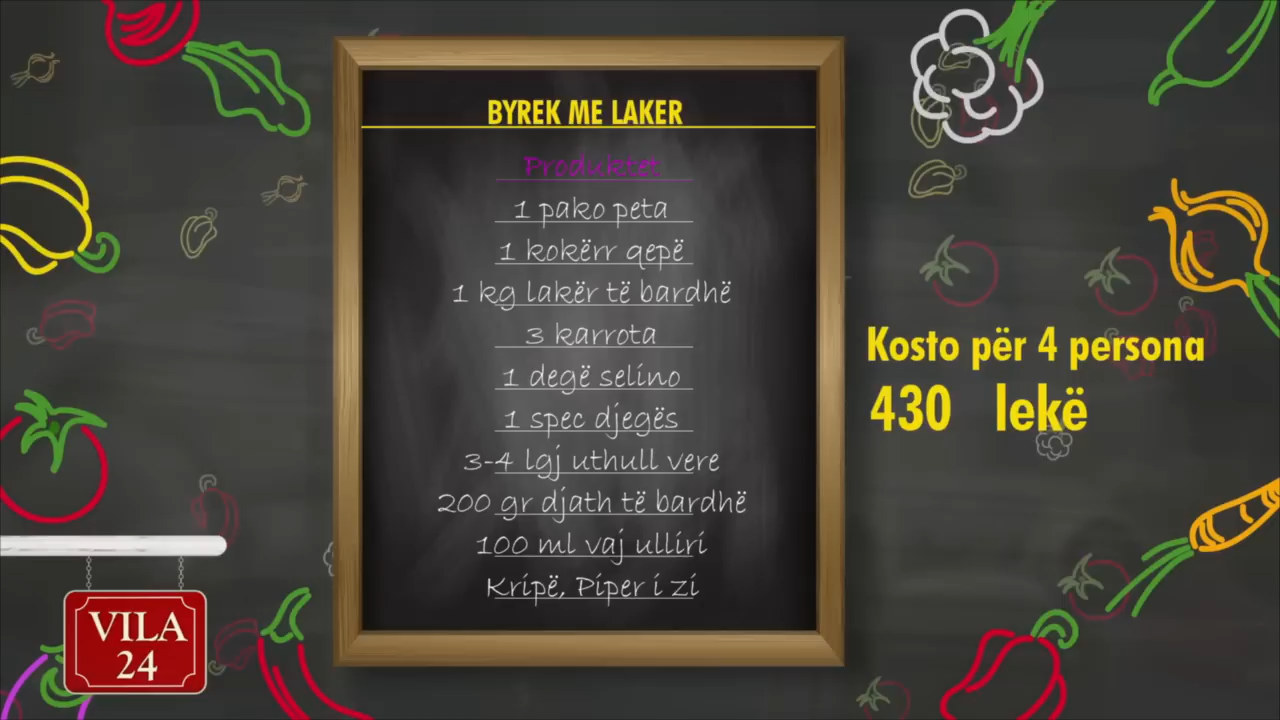 BYREK ME LAKER
Produktet
1 pako peta
1 kokërr qepë
1 kg lakër të bardhë
3 karrota
1 degë selino
1 spec djegës
3-4 lgj uthull vere
200 gr djath të bardhë
100 ml vaj ulliri
Kripë, Piper i zi
Kosto për 4 persona
430 lekë
VILA
24